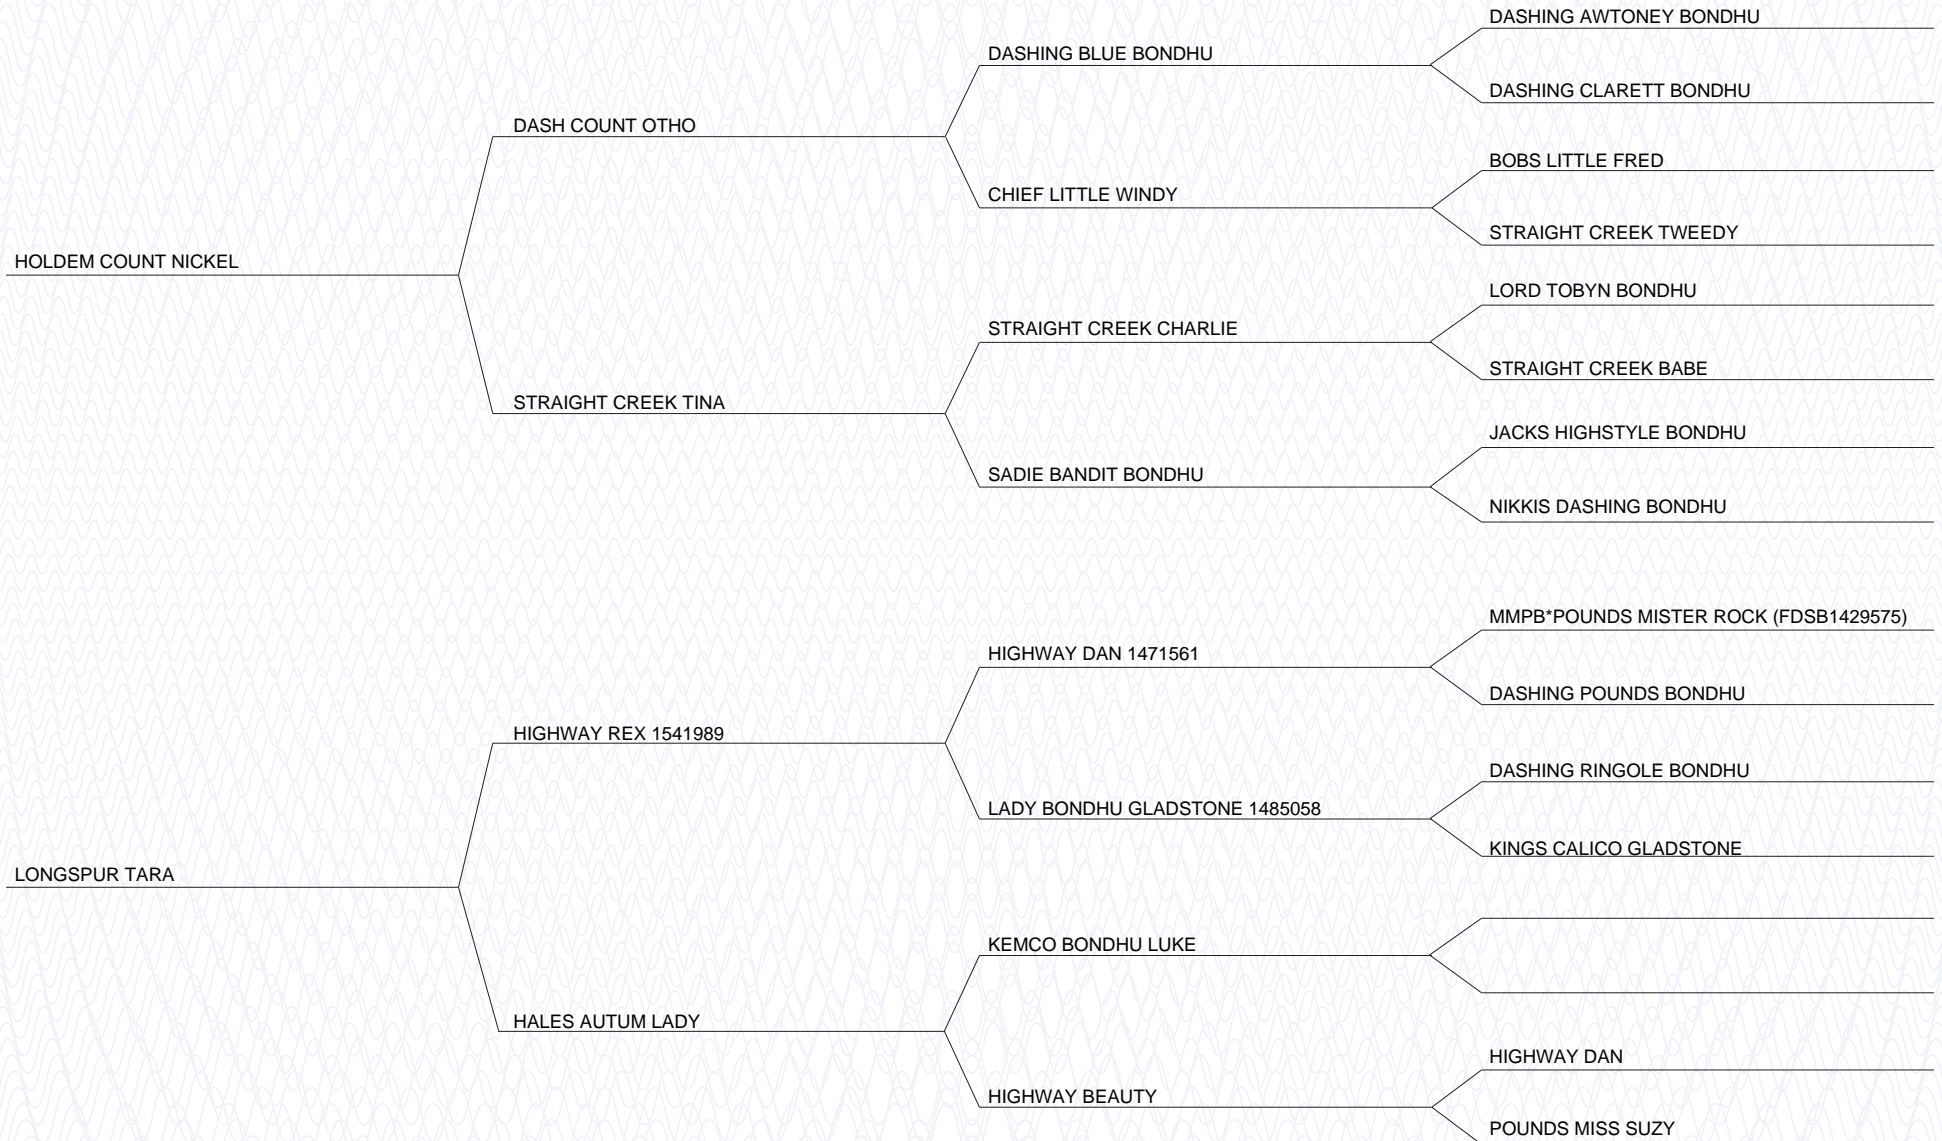 DASHING AWTONEY BONDHU
DASHING BLUE BONDHU
DASHING CLARETT BONDHU
DASH COUNT OTHO
BOBS LITTLE FRED
CHIEF LITTLE WINDY
STRAIGHT CREEK TWEEDY
HOLDEM COUNT NICKEL
LORD TOBYN BONDHU
STRAIGHT CREEK CHARLIE
STRAIGHT CREEK BABE
STRAIGHT CREEK TINA
JACKS HIGHSTYLE BONDHU
SADIE BANDIT BONDHU
NIKKIS DASHING BONDHU
MMPB*POUNDS MISTER ROCK (FDSB1429575)
HIGHWAY DAN 1471561
DASHING POUNDS BONDHU
HIGHWAY REX 1541989
DASHING RINGOLE BONDHU
LADY BONDHU GLADSTONE 1485058
KINGS CALICO GLADSTONE
LONGSPUR TARA
KEMCO BONDHU LUKE
HALES AUTUM LADY
HIGHWAY DAN
HIGHWAY BEAUTY
POUNDS MISS SUZY